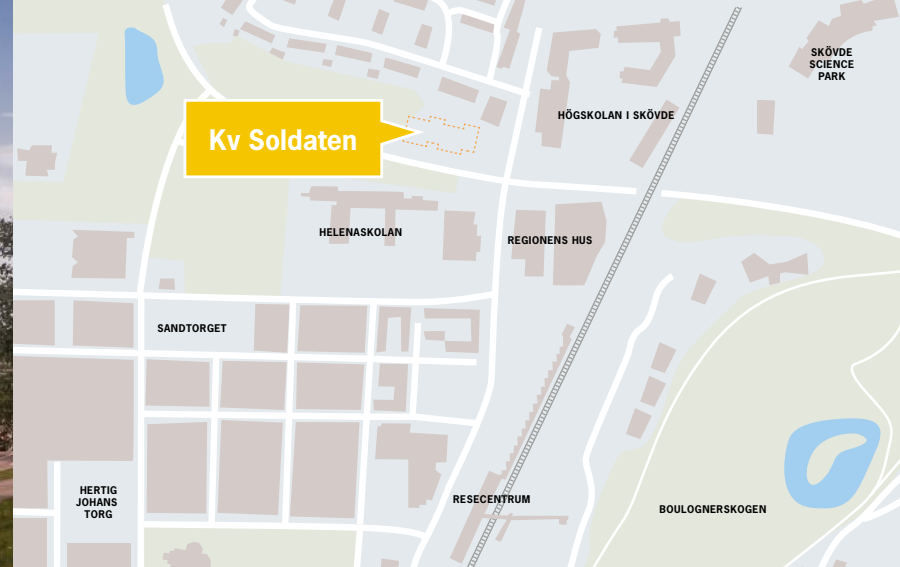 SKÖVDE
SCIENCE
PARK
HÖGSKOLAN I SKÖVDE
Kv Soldaten
HELENASKOLAN
REGIONENS HUS
SANDTORGET
HERTIG
JOHANS
TORG
RESECENTRUM
BOULOGNERSKOGEN